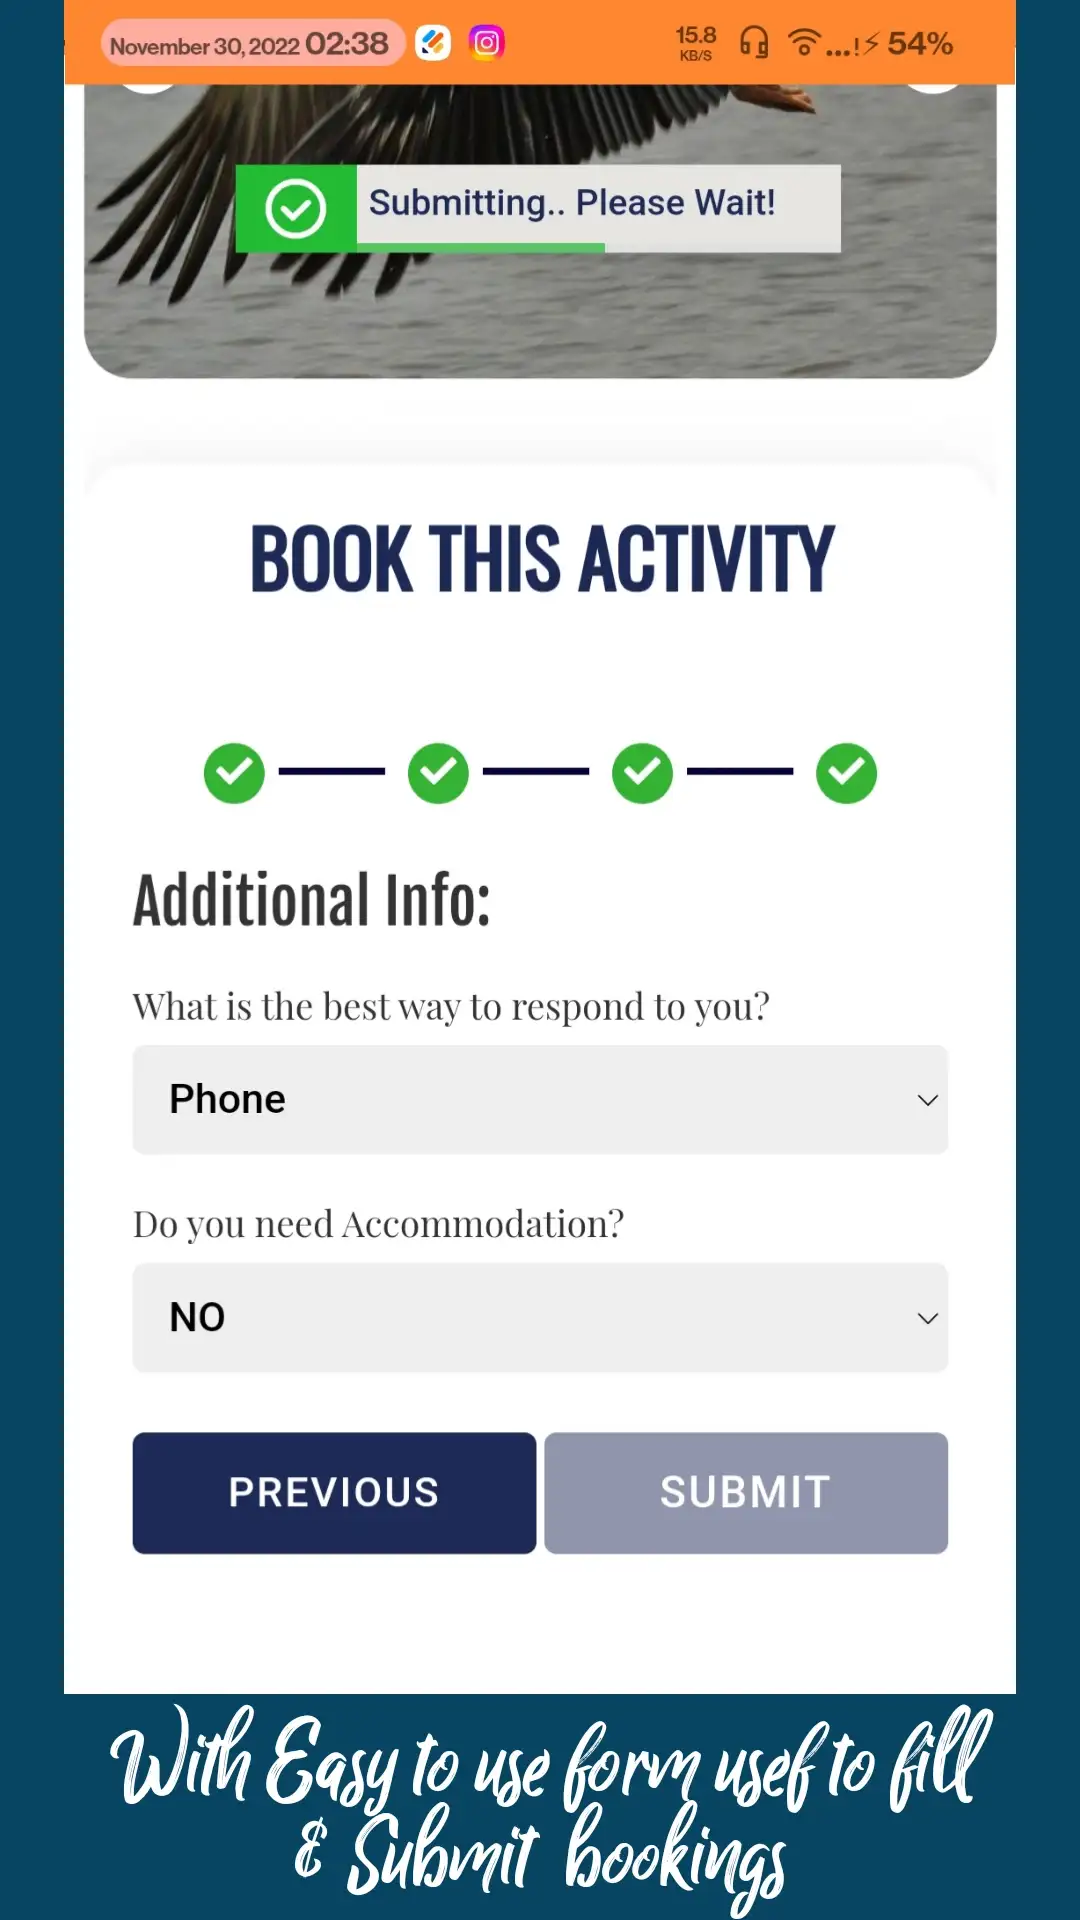 November 30, 2022 02:38 15.8 KB/S ...! 54%
Submitting.. Please Wait!
BOOK THIS ACTIVITY
Additional Info:
What is the best way to respond to you?
Phone
Do you need Accommodation?
NO
PREVIOUS SUBMIT
With Easy to use form usef to fill
& Submit bookings